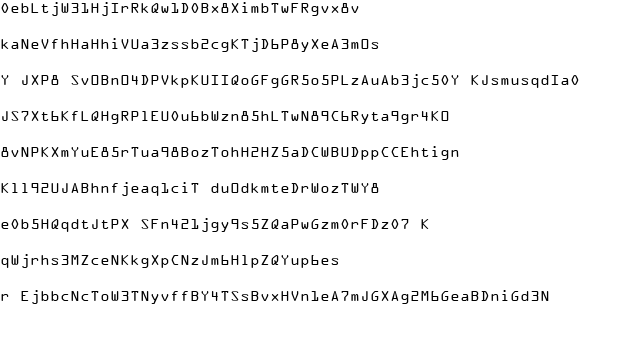 0ebLtjW31HjIrRkQw1D0Bx8XimbTwFRgvx8v
kaNeVfhHaHhiVUa3zssb2cgKTjD6P8yXeA3m0s
Y JXP8 Sv0Bn04DPVkpKUIIQoGFgGR5o5PLzAuAb3jc50Y KJsmusqdIa0
JS7Xt6KfLQHgRP1EU0u6bWzn85hLTwN89C6Ryta9gr4K0
8vNPKXmYuE85rTua98BozTohH2HZ5aDCWBUDppCCEhtign
K1192UJABhnfjeaq1ciT du0dkmteDrWozTWY8
e0b5HQqdtJtPX SFn421jgy9s5ZQaPwGzm0rFDz07 K
qWjrhs3MZceNKkgXpCNzJm6H1pZQYup6es
r EjbbcNcToW3TNyvffBY4TSsBvxHVn1eA7mJGXAg2M6GeaBDniGd3N